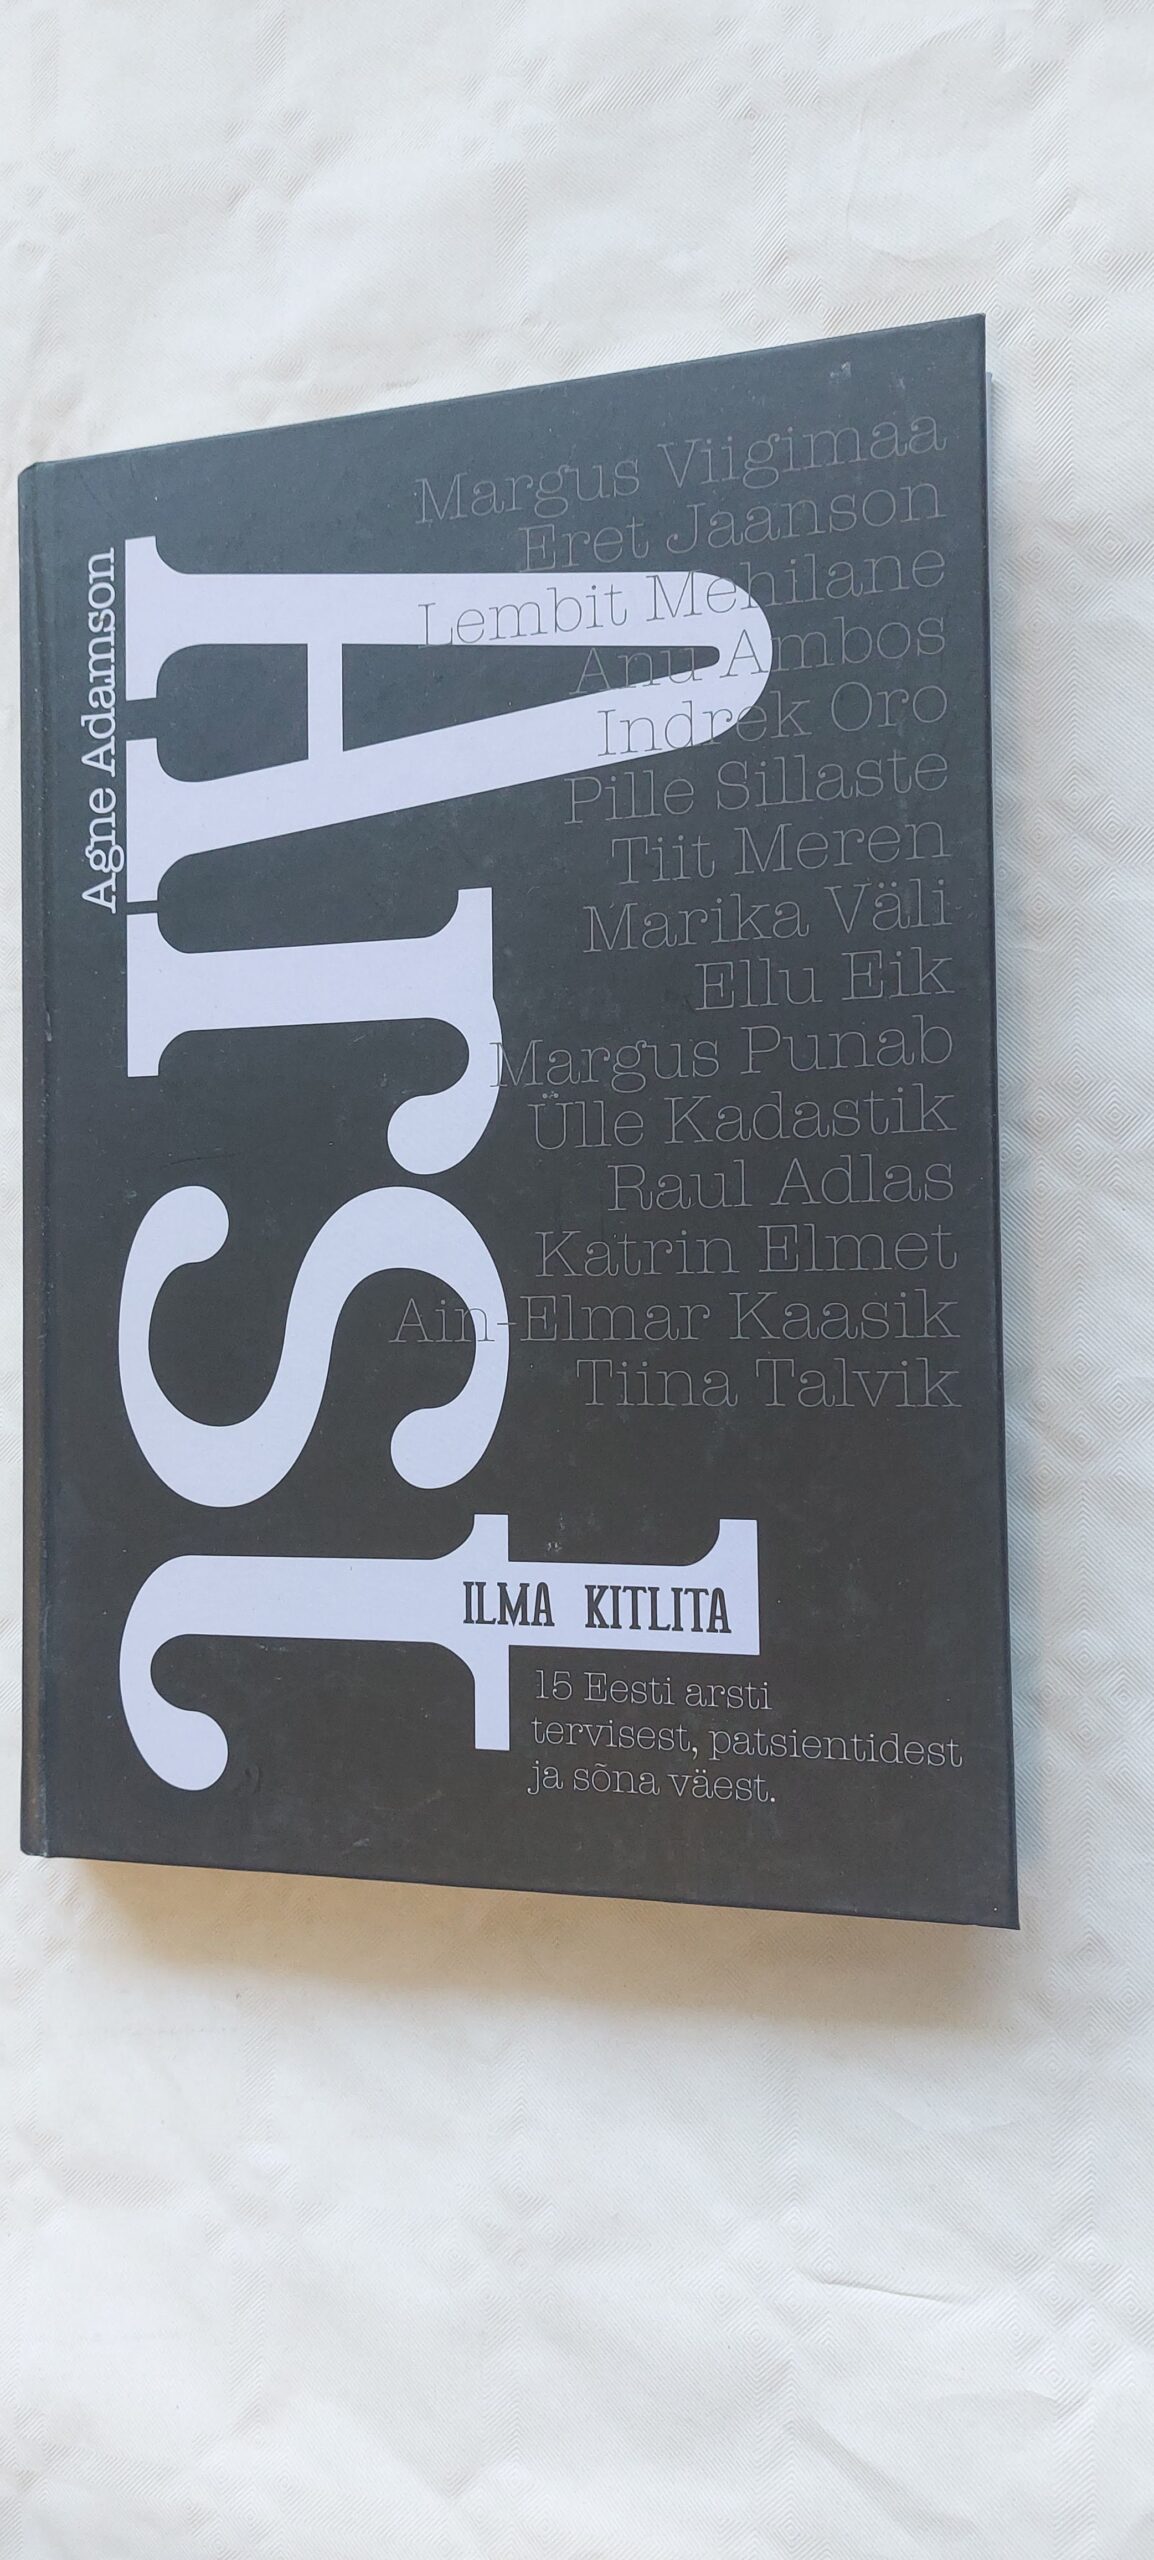 Agne Adamson
Arst
ILMA KITLITA
Margus Viigimaa
Eret Jaanson
Lembit Mehilane
Anu Ambos
Indrek Oro
Pille Sillaste
Tiit Meren
Marika Väli
Ellu Eik
Margus Punab
Ülle Kadastik
Raul Adlas
Katrin Elmet
Ain-Elmar Kaasik
Tiina Talvik
15 Eesti arsti
tervisest, patsientidest
ja sõna väest.